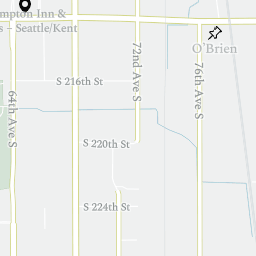 mpton Inn &
s – Seattle/Kent
O'Brien
S 216th St
72nd Ave S
64th Ave S
76th Ave S
S 220th St
S 224th St